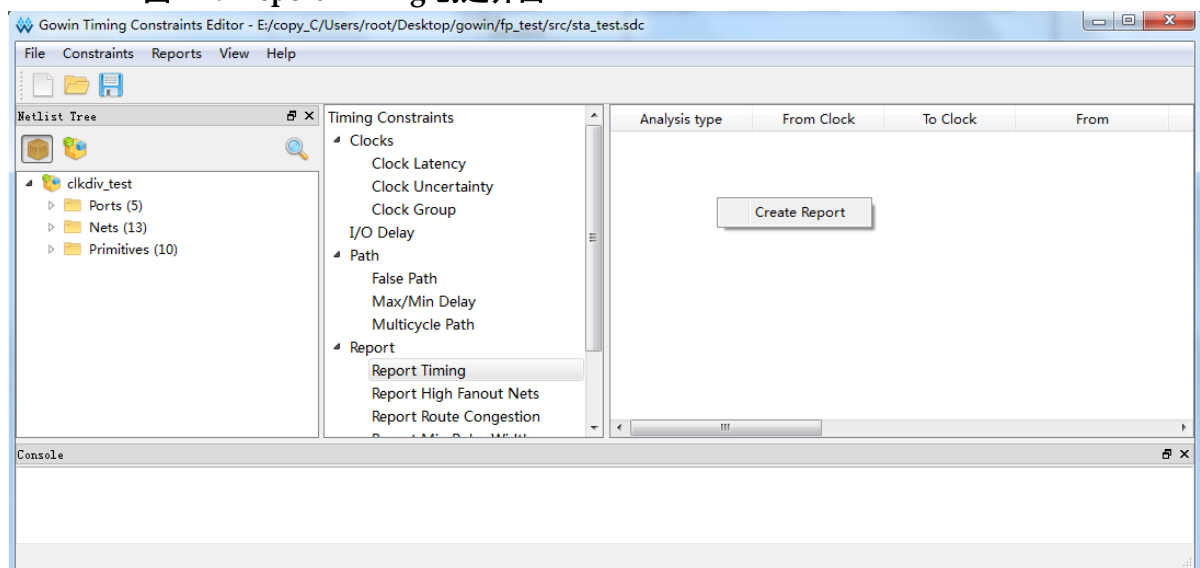 Gowin Timing Constraints Editor - E:/copy_C/Users/root/Desktop/gowin/fp_test/src/sta_test.sdc
File Constraints Reports View Help
Netlist Tree
clkdiv_test
Ports (5)
Nets (13)
Primitives (10)
Timing Constraints
Clocks
Clock Latency
Clock Uncertainty
Clock Group
I/O Delay
Path
False Path
Max/Min Delay
Multicycle Path
Report
Report Timing
Report High Fanout Nets
Report Route Congestion
Analysis type From Clock To Clock From
Create Report
Console